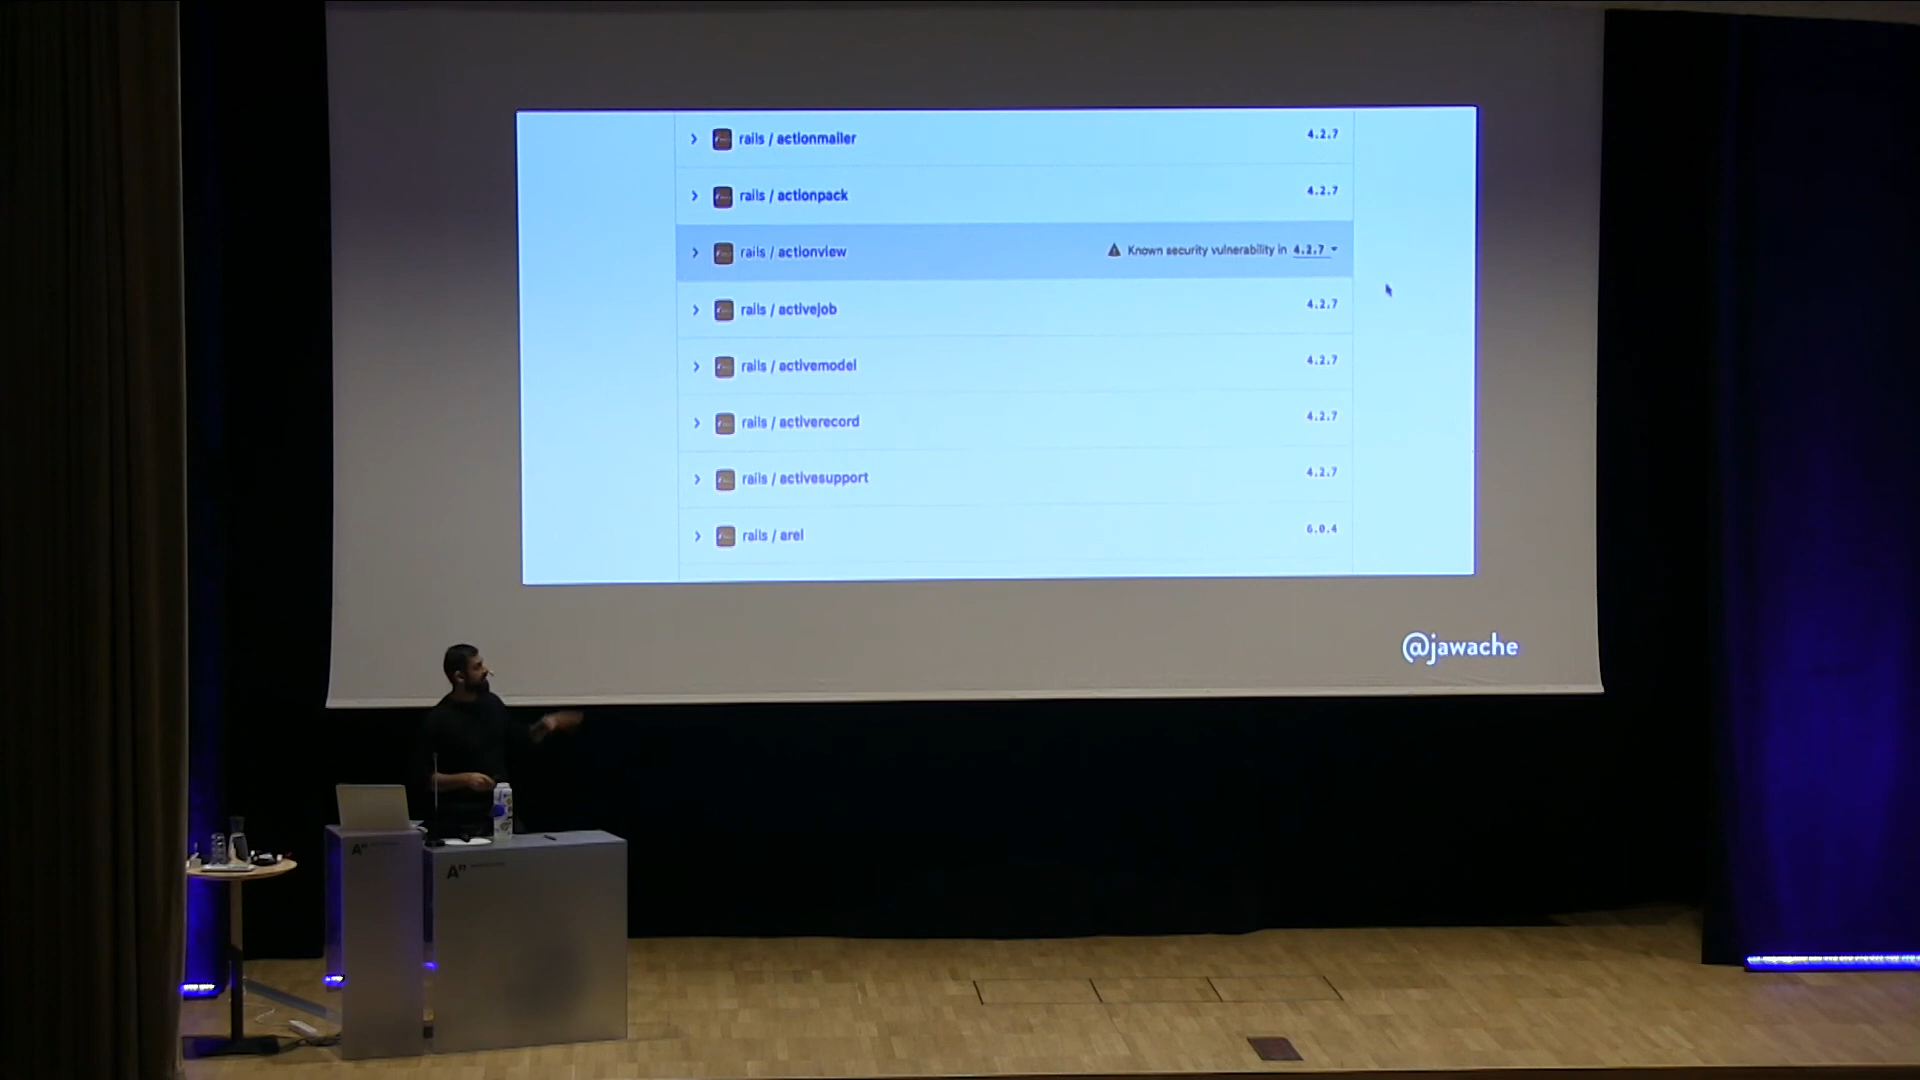 rails / actionmailer 4.2.7
rails / actionpack 4.2.7
rails / actionview Known security vulnerability in 4.2.7
rails / activejob 4.2.7
rails / activemodel 4.2.7
rails / activerecord 4.2.7
rails / activesupport 4.2.7
rails / arel 6.0.4
@jawache